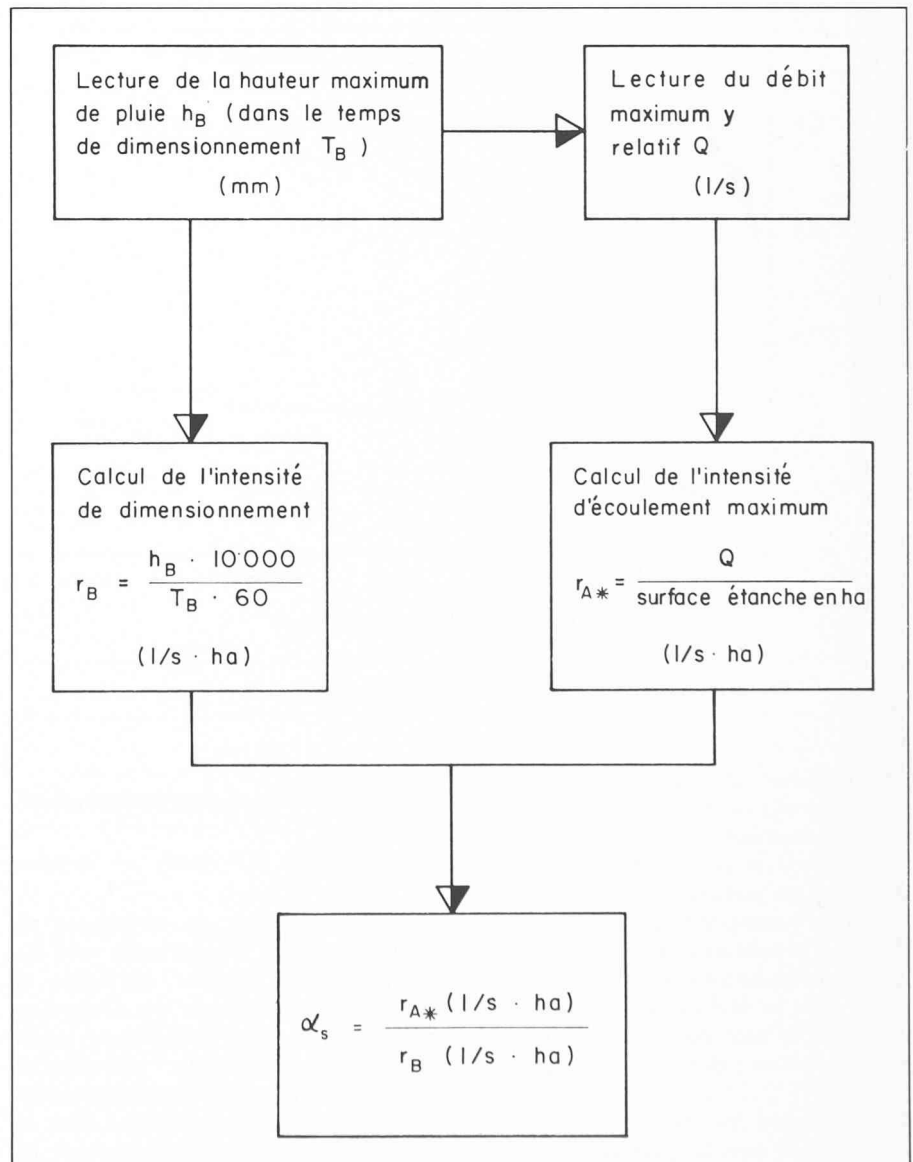 Lecture de la hauteur maximum
de pluie h_B (dans le temps
de dimensionnement T_B)
(mm)
Lecture du débit
maximum y
relatif Q
(l/s)
Calcul de l'intensité
de dimensionnement
r_B = h_B · 10'000 / T_B · 60
(l/s · ha)
Calcul de l'intensité
d'écoulement maximum
r_A* = Q / surface étanche en ha
(l/s · ha)
α_s = r_A* (l/s · ha) / r_B (l/s · ha)